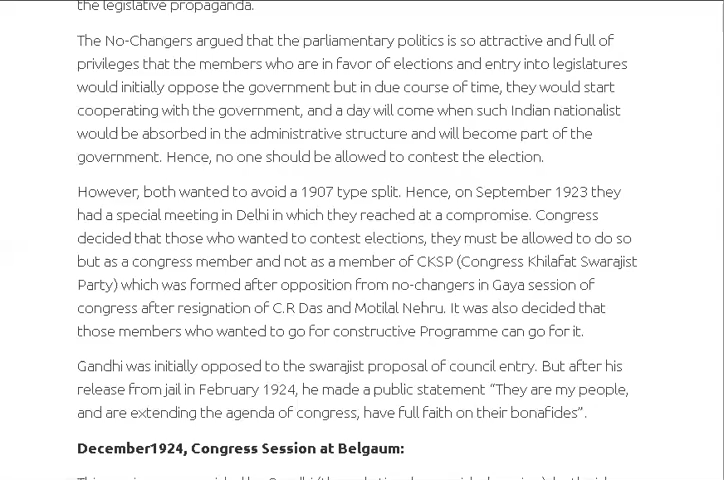 the legislative propaganda.
The No-Changers argued that the parliamentary politics is so attractive and full of
privileges that the members who are in favor of elections and entry into legislatures
would initially oppose the government but in due course of time, they would start
cooperating with the government, and a day will come when such Indian nationalist
would be absorbed in the administrative structure and will become part of the
government. Hence, no one should be allowed to contest the election.
However, both wanted to avoid a 1907 type split. Hence, on September 1923 they
had a special meeting in Delhi in which they reached at a compromise. Congress
decided that those who wanted to contest elections, they must be allowed to do so
but as a congress member and not as a member of CKSP (Congress Khilafat Swarajist
Party) which was formed after opposition from no-changers in Gaya session of
congress after resignation of C.R Das and Motilal Nehru. It was also decided that
those members who wanted to go for constructive Programme can go for it.
Gandhi was initially opposed to the swarajist proposal of council entry. But after his
release from jail in February 1924, he made a public statement “They are my people,
and are extending the agenda of congress, have full faith on their bonafides”.
December1924, Congress Session at Belgaum: